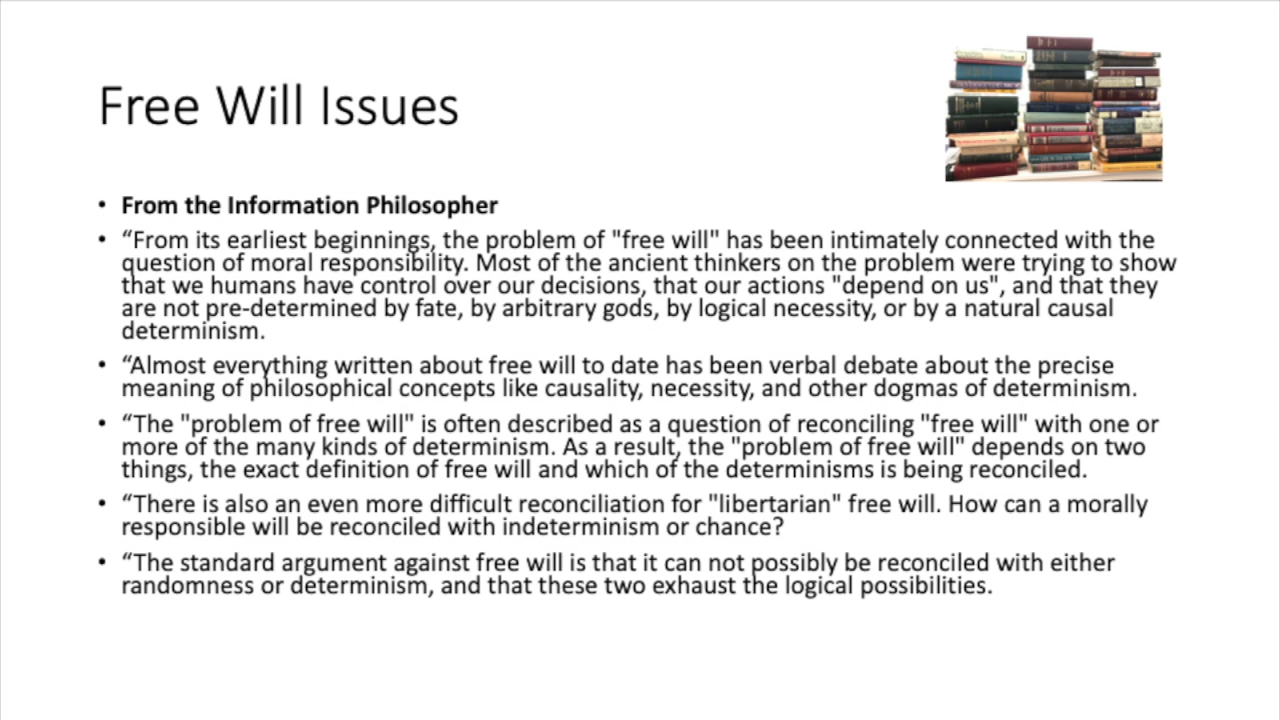 Free Will Issues
• From the Information Philosopher
• “From its earliest beginnings, the problem of "free will" has been intimately connected with the
question of moral responsibility. Most of the ancient thinkers on the problem were trying to show
that we humans have control over our decisions, that our actions "depend on us", and that they
are not pre-determined by fate, by arbitrary gods, by logical necessity, or by a natural causal
determinism.
• “Almost everything written about free will to date has been verbal debate about the precise
meaning of philosophical concepts like causality, necessity, and other dogmas of determinism.
• “The "problem of free will" is often described as a question of reconciling "free will" with one or
more of the many kinds of determinism. As a result, the "problem of free will" depends on two
things, the exact definition of free will and which of the determinisms is being reconciled.
• “There is also an even more difficult reconciliation for "libertarian" free will. How can a morally
responsible will be reconciled with indeterminism or chance?
• “The standard argument against free will is that it can not possibly be reconciled with either
randomness or determinism, and that these two exhaust the logical possibilities.